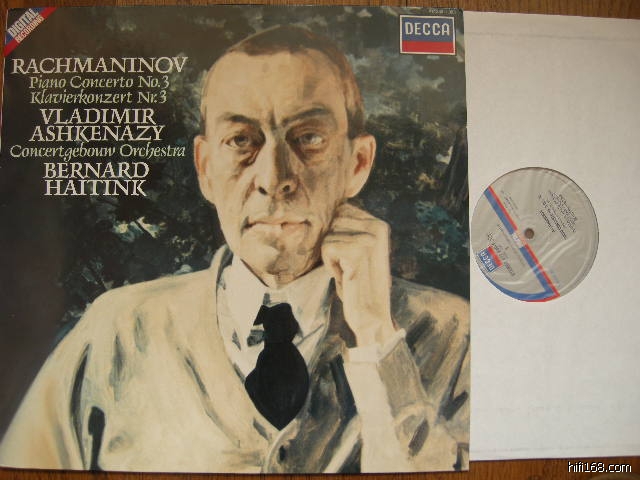 DIGITAL
RECORDING
DECCA
RACHMANINOV
Piano Concerto No.3
Klavierkonzert Nr.3
VLADIMIR
ASHKENAZY
Concertgebouw Orchestra
BERNARD
HAITINK
DECCA
hifi168.com